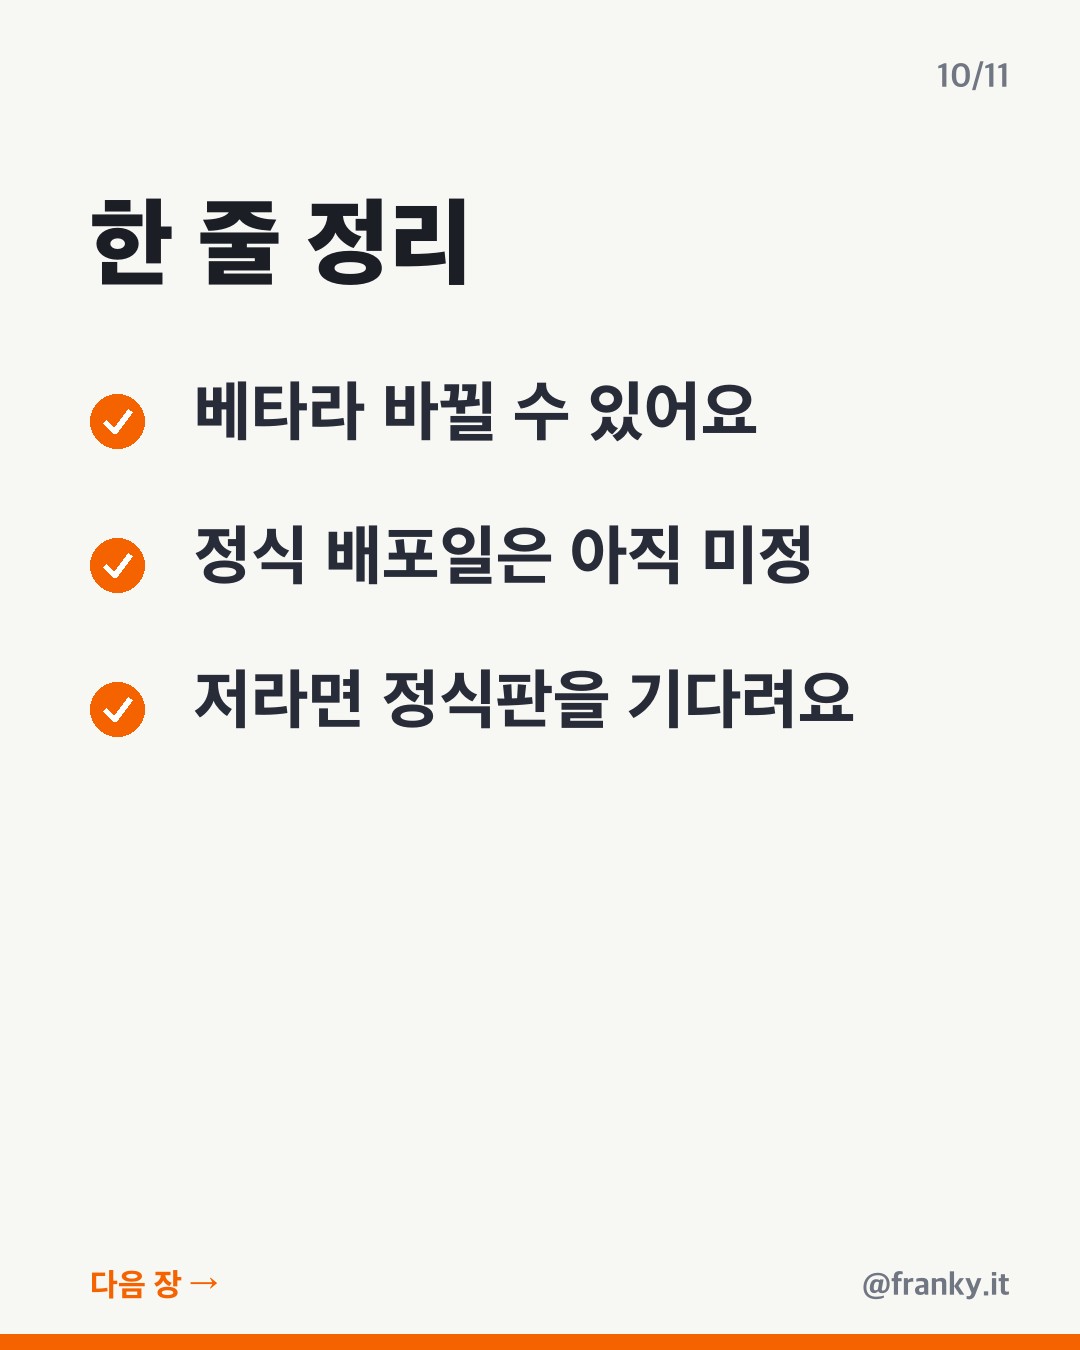 10/11
한 줄 정리
베타라 바뀔 수 있어요
정식 배포일은 아직 미정
저라면 정식판을 기다려요
다음 장 →
@franky.it